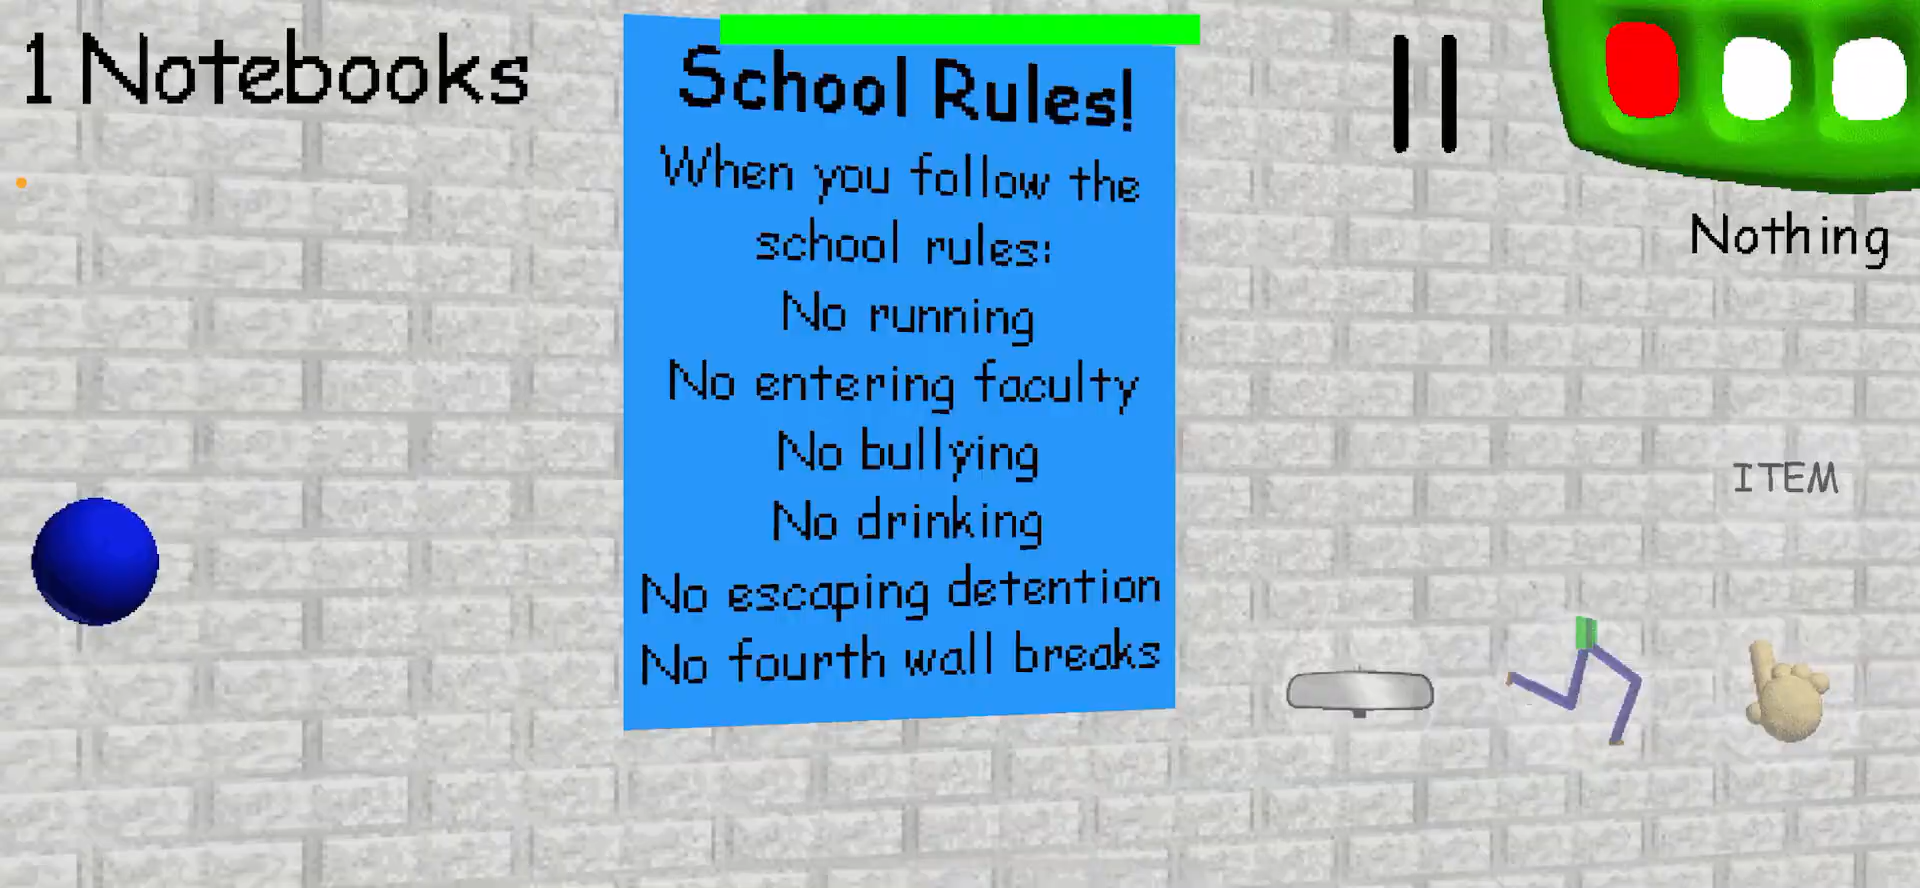 1 Notebooks
School Rules!
When you follow the
school rules:
No running
No entering faculty
No bullying
No drinking
No escaping detention
No fourth wall breaks
Nothing
ITEM